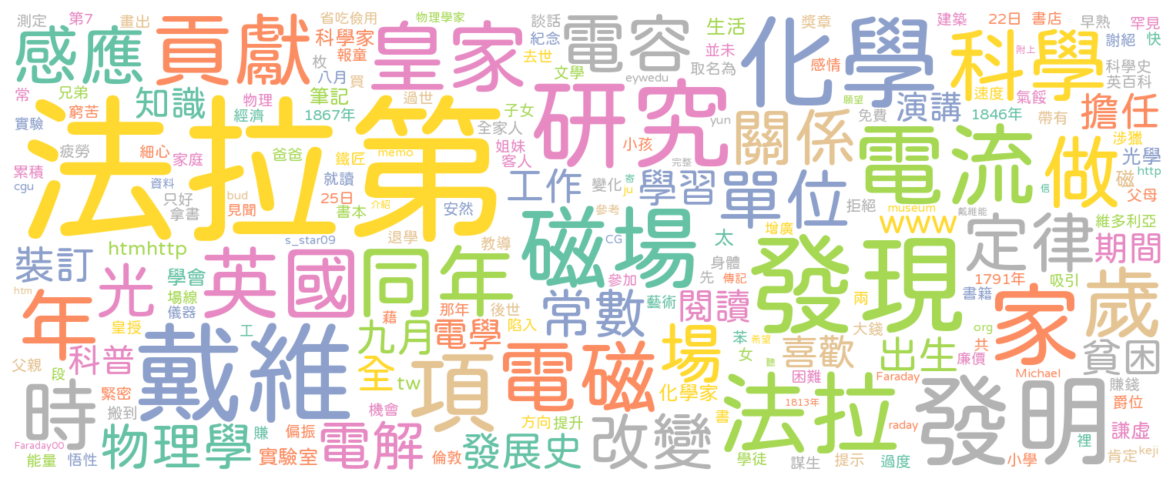 測定
第7
畫出
省吃儉用
物理學家
談話
生活
獎章
建築
22日
書店
早熟
罕見
快
感應
貢獻
科學家
報童
皇家
紀念
去世
電容
並未
取名為
化學
感情
科學
謝絕
科學史
英百科
枚
八月
買
文學
eywedu
常
兄弟
知識
物理
過世
筆記
子女
研究
yun
願望
免費
演講
附上
速度
氣餒
帶有
涉獵
擔任
窮苦
經濟
1867年
1846年
實驗
法拉第
疲勞
細心
爸爸
鐵匠
memo
全家人
姐妹
客人
小孩
完整
關係
電流
做
光學
http
累積
cgu
家庭
資料
bud
只好
拿書
見聞
就讀
25日
書本
介紹
安然
工作
變化
ju
寄
學習
單位
拒絕
磁
信
父母
museum
戴維能
裝訂
htmhttp
s_star09
退學
教導
磁場
參考
CG
太
增廣
www
定律
維多利亞
期間
學會
場線
儀器
光
英國
同年
參加
身體
先
傳記
發現
1791年
書籍
吸引
htm
年
皇授
工
藉
那年
後世
常數
藝術
閱讀
兩
大錢
家
歲
父親
段
科普
戴維
九月
電學
陷入
場
苯
女
希望
聽
喜歡
出生
org
共
廉價
貧困
緊密
搬到
時
全
tw
項
電磁
化學家
困難
Faraday
Michael
賺錢
爵位
Faraday00
能量
悟性
物理學
賺
機會
偏振
實驗室
電解
倫敦
方向
提升
發展史
改變
書
法拉
1813年
raday
學徒
謀生
提示
過度
發明
裡
小學
謙虛
肯定
keji